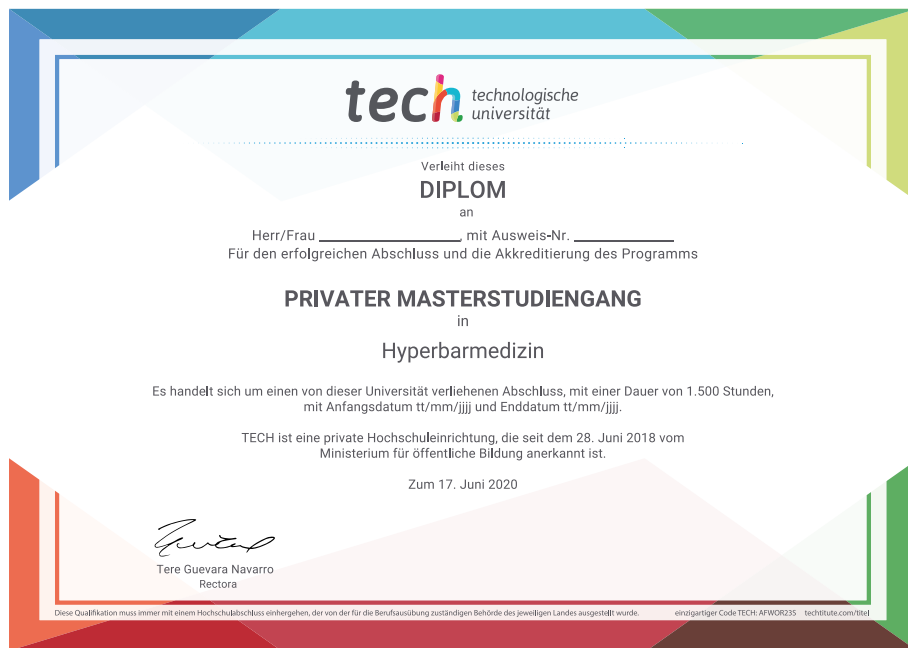 tech technologische
universität
Verleiht dieses
DIPLOM
an
Herr/Frau ____________________, mit Ausweis-Nr. ______________
Für den erfolgreichen Abschluss und die Akkreditierung des Programms
PRIVATER MASTERSTUDIENGANG
in
Hyperbarmedizin
Es handelt sich um einen von dieser Universität verliehenen Abschluss, mit einer Dauer von 1.500 Stunden,
mit Anfangsdatum tt/mm/jjjj und Enddatum tt/mm/jjjj.
TECH ist eine private Hochschuleinrichtung, die seit dem 28. Juni 2018 vom
Ministerium für öffentliche Bildung anerkannt ist.
Zum 17. Juni 2020
Tere Guevara Navarro
Rectora
Diese Qualifikation muss immer mit einem Hochschulabschluss einhergehen, der von der für die Berufsausübung zuständigen Behörde des jeweiligen Landes ausgestellt wurde. einzigartiger Code TECH: AFWOR23S techtitute.com/titel